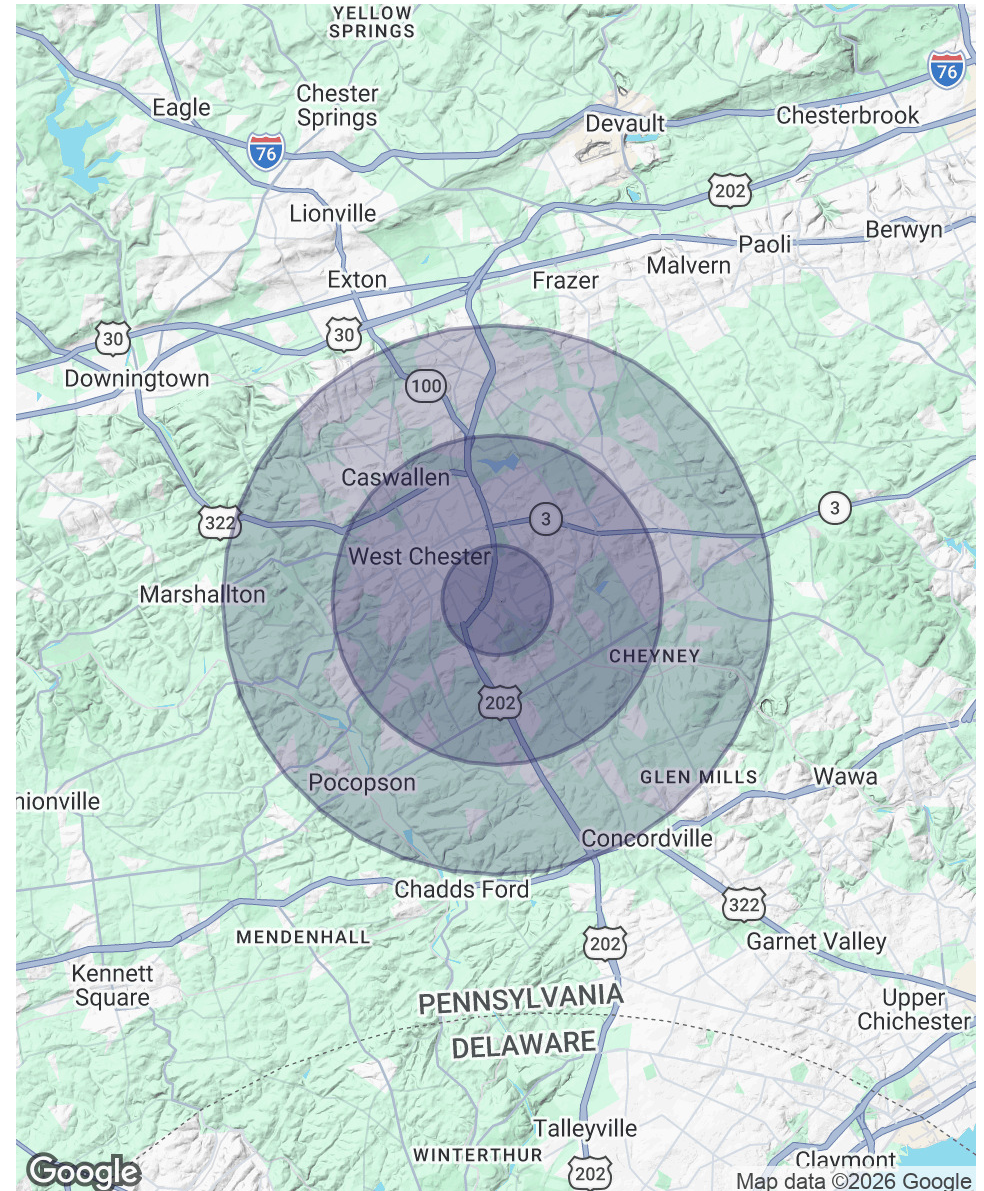 YELLOW
SPRINGS
Eagle
Chester
Springs
76
Devault
Chesterbrook
76
202
Lionville
Berwyn
Paoli
Malvern
Exton
Frazer
30
30
Downingtown
100
Caswallen
3
3
322
West Chester
Marshallton
CHEYNEY
202
Pocopson
GLEN MILLS
Wawa
nionville
Concordville
Chadds Ford
322
MENDENHALL
202
Garnet Valley
Kennett
Square
PENNSYLVANIA
Upper
Chichester
DELAWARE
Talleyville
WINTERTHUR
Claymont
202
Google
Map data ©2026 Google